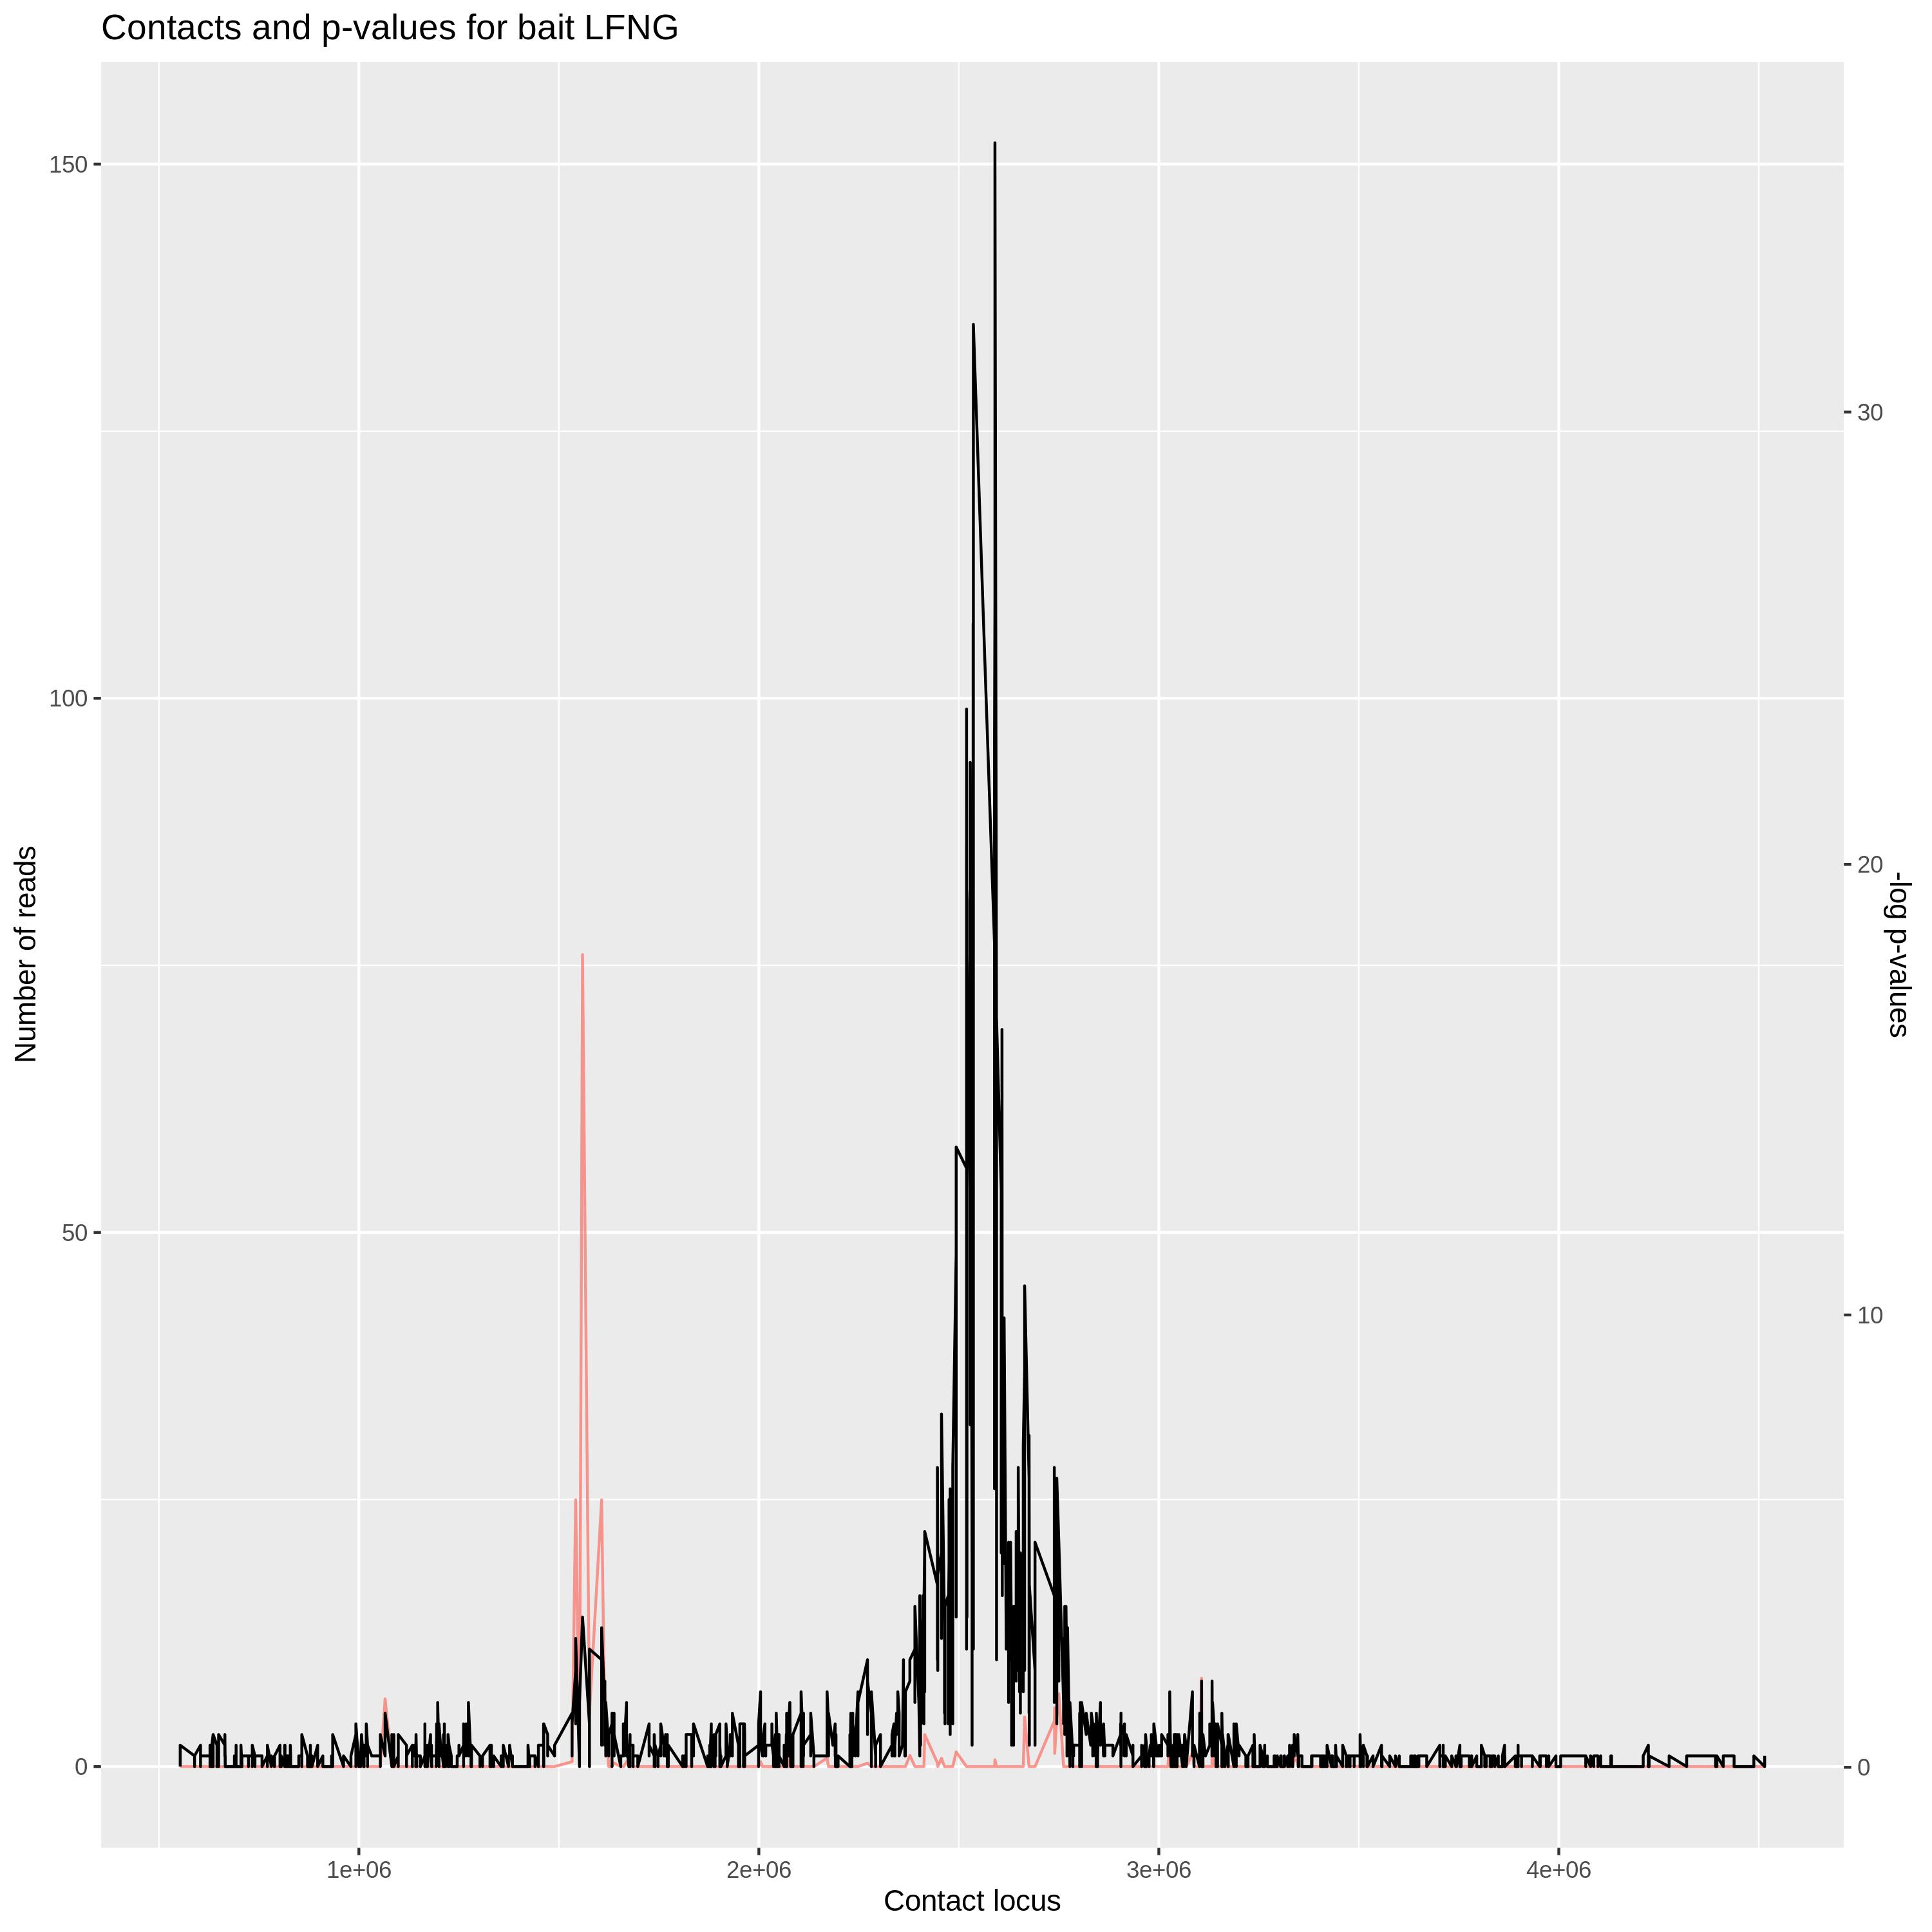 Contacts and p-values for bait LFNG
150
100
50
0
30
20
10
0
Number of reads
-log p-values
1e+06
2e+06
3e+06
4e+06
Contact locus